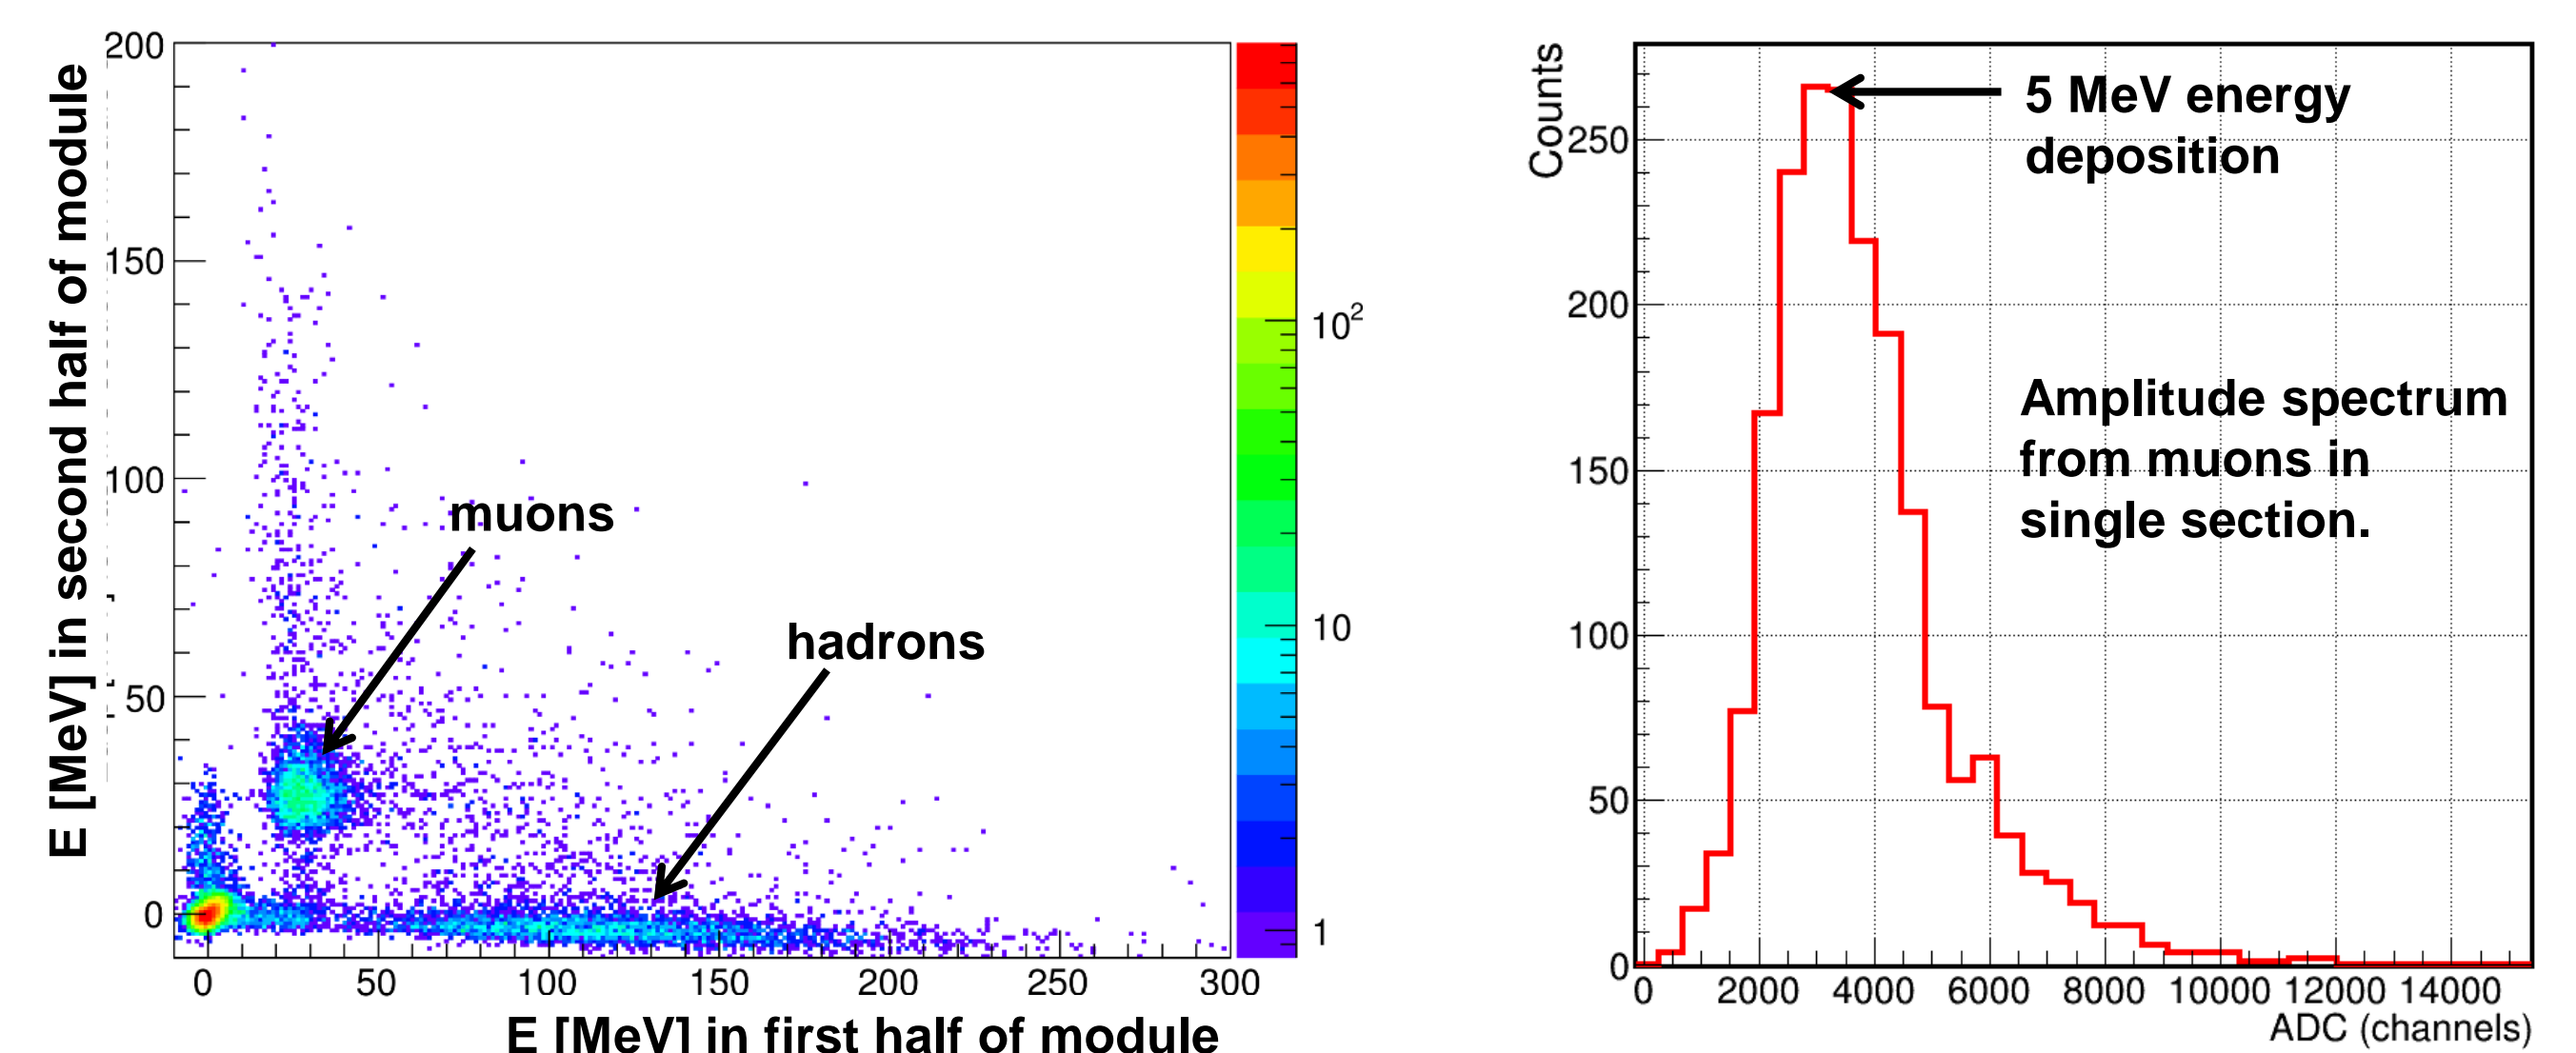 E [MeV] in second half of module
200
150
100
50
0
0 50 100 150 200 250 300
E [MeV] in first half of module
muons
hadrons
10²
10
1
Counts
250
200
150
100
50
0
0 2000 4000 6000 8000 10000 12000 14000
ADC (channels)
5 MeV energy
deposition
Amplitude spectrum
from muons in
single section.